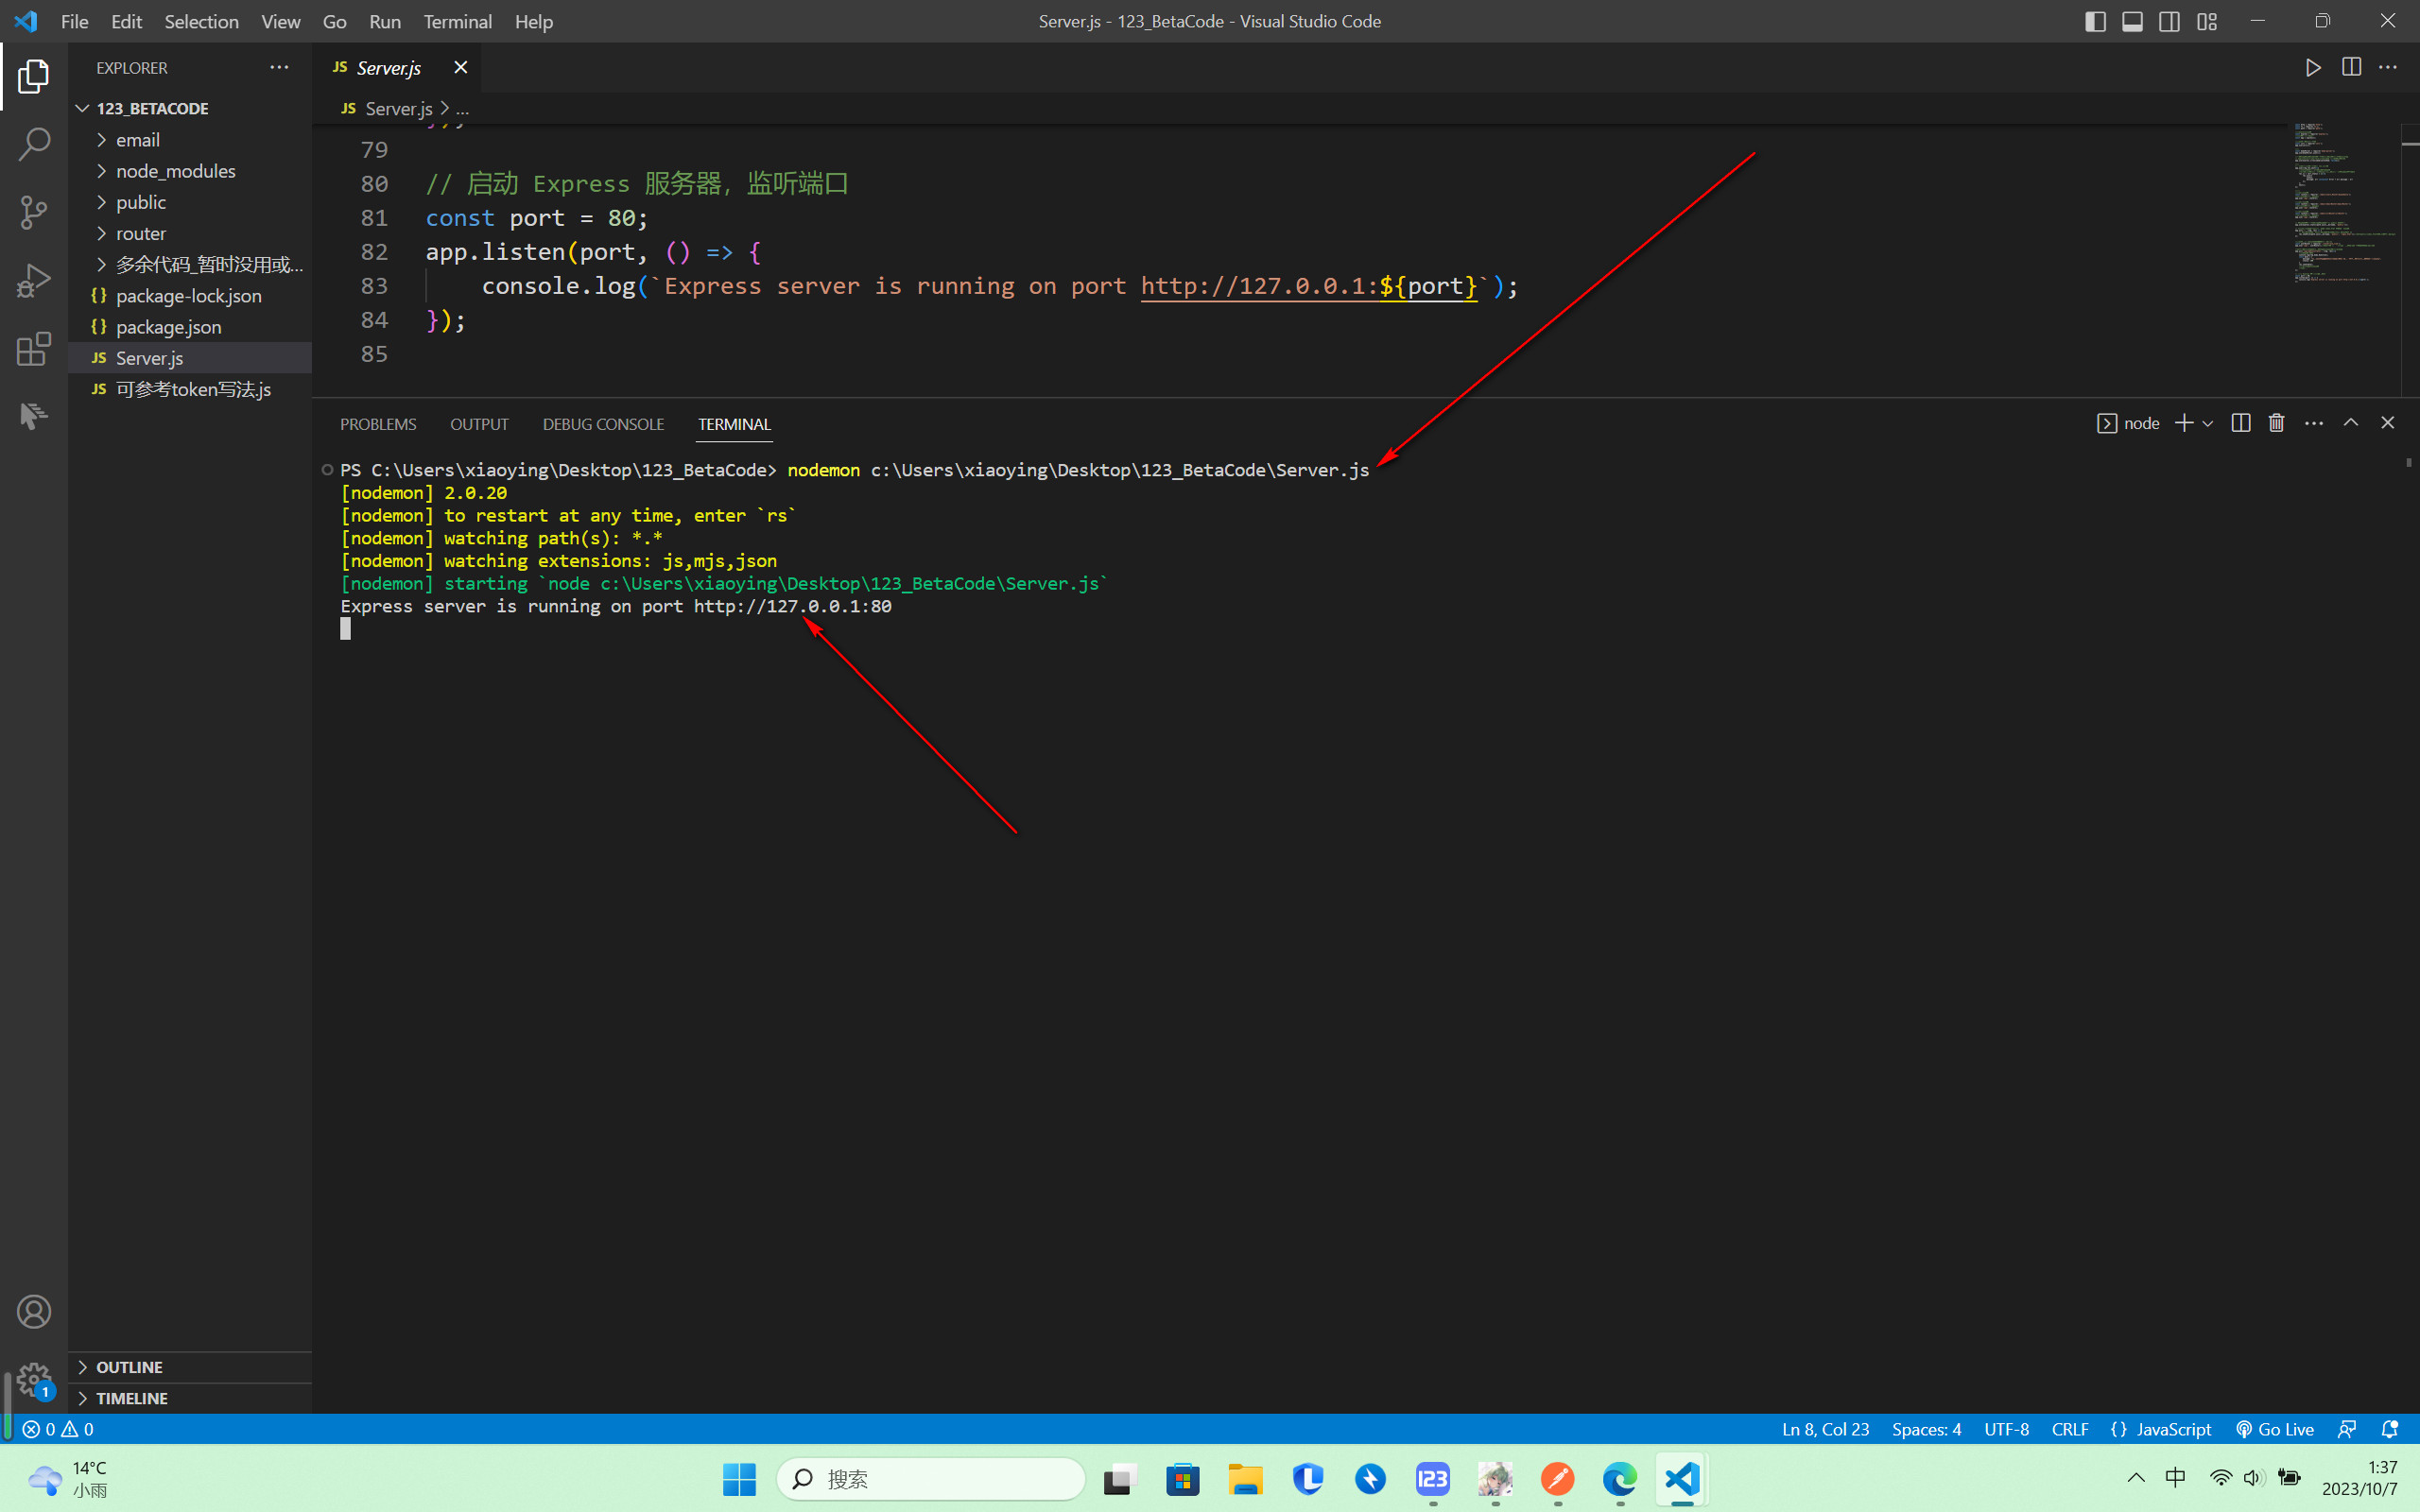 File Edit Selection View Go Run Terminal Help
Server.js - 123_BetaCode - Visual Studio Code
EXPLORER
123_BETACODE
email
node_modules
public
router
多余代码_暂时没用或...
package-lock.json
package.json
Server.js
可参考token写法.js
OUTLINE
TIMELINE
JS Server.js
JS Server.js > ...
79
80 // 启动 Express 服务器，监听端口
81 const port = 80;
82 app.listen(port, () => {
83 console.log(`Express server is running on port http://127.0.0.1:${port}`);
84 });
85
PROBLEMS OUTPUT DEBUG CONSOLE TERMINAL
node
PS C:\Users\xiaoying\Desktop\123_BetaCode> nodemon c:\Users\xiaoying\Desktop\123_BetaCode\Server.js
[nodemon] 2.0.20
[nodemon] to restart at any time, enter `rs`
[nodemon] watching path(s): *.*
[nodemon] watching extensions: js,mjs,json
[nodemon] starting `node c:\Users\xiaoying\Desktop\123_BetaCode\Server.js`
Express server is running on port http://127.0.0.1:80
1
0 0
Ln 8, Col 23 Spaces: 4 UTF-8 CRLF {} JavaScript Go Live
14°C
小雨
搜索
123
中
1:37
2023/10/7